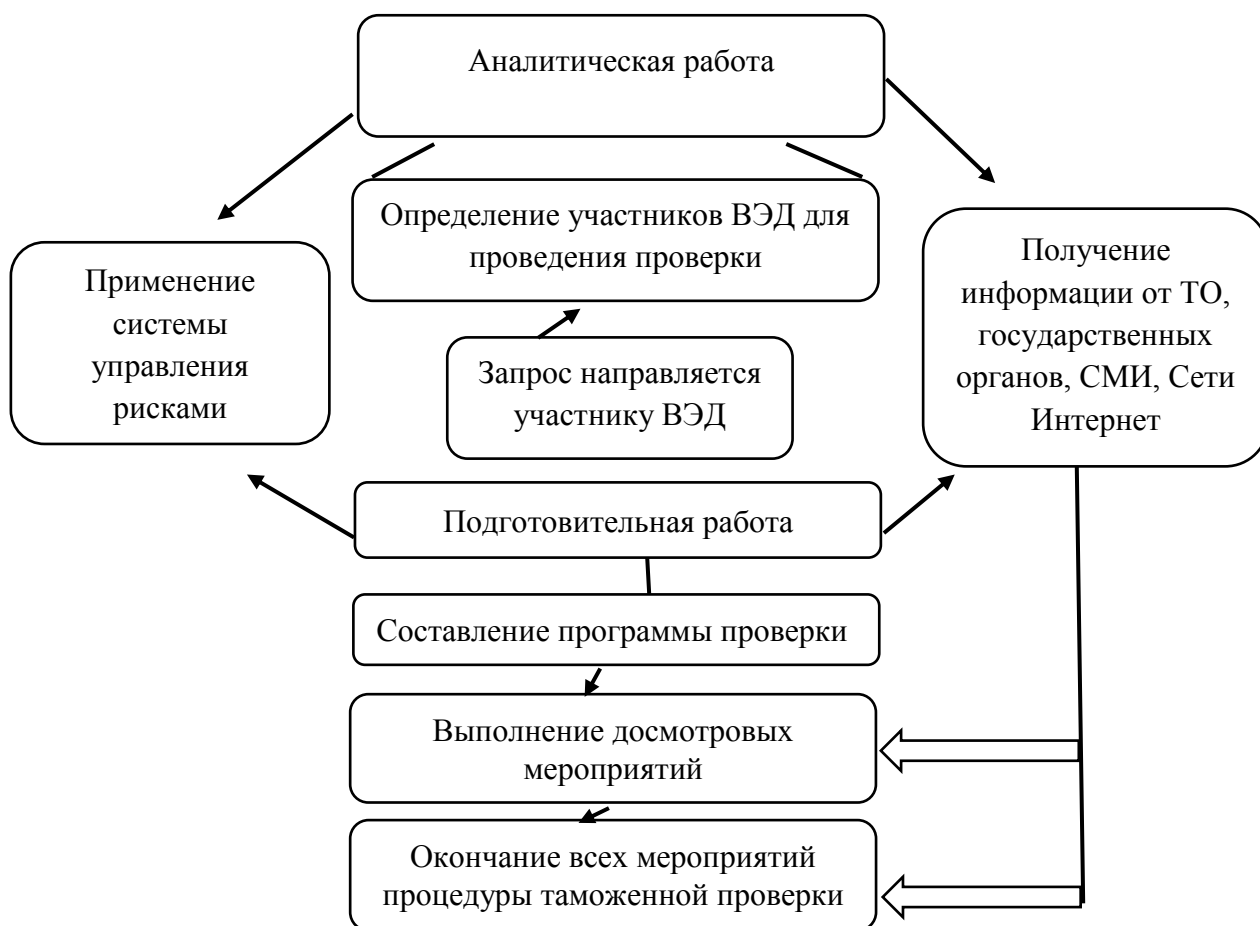 Аналитическая работа
Определение участников ВЭД для
проведения проверки
Применение
системы
управления
рисками
Получение
информации от ТО,
государственных
органов, СМИ, Сети
Интернет
Запрос направляется
участнику ВЭД
Подготовительная работа
Составление программы проверки
Выполнение досмотровых
мероприятий
Окончание всех мероприятий
процедуры таможенной проверки